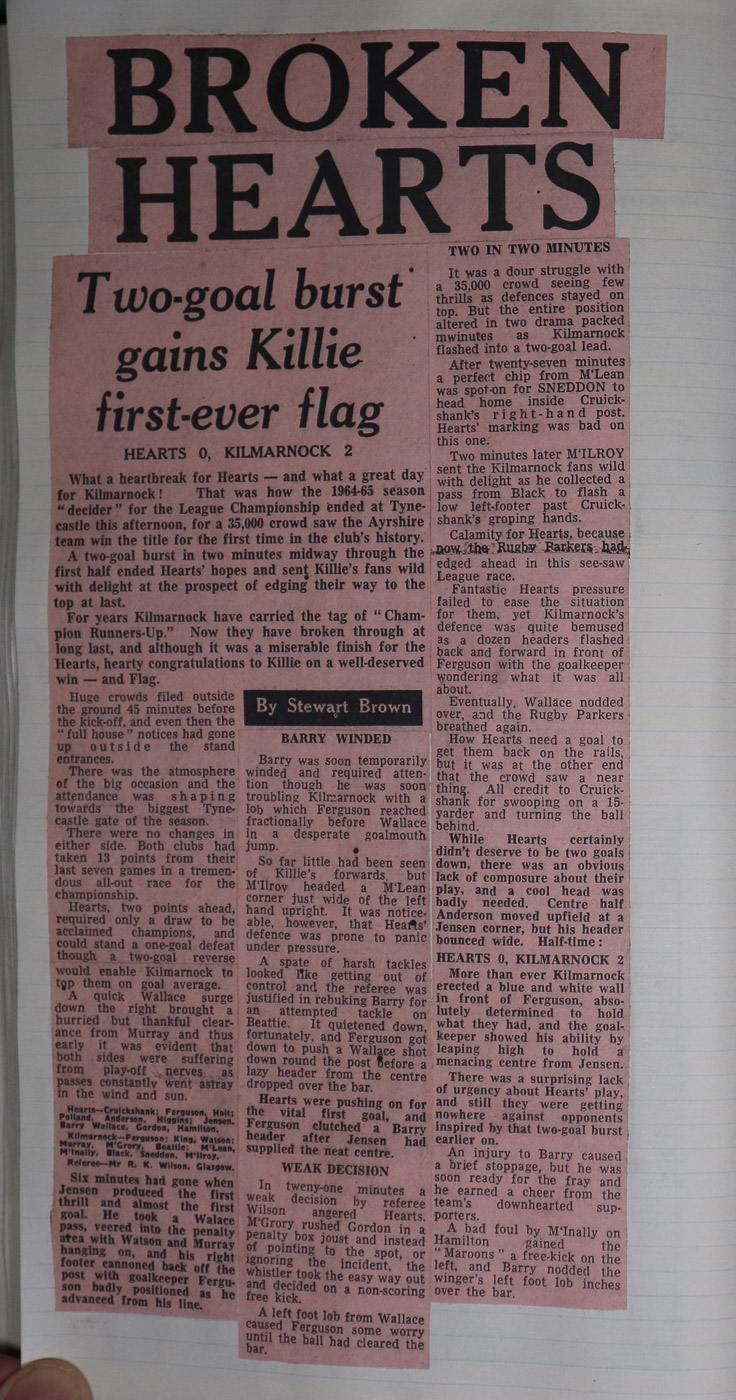 BROKEN
HEARTS
Two-goal burst
gains Killie
first-ever flag
HEARTS 0, KILMARNOCK 2
What a heartbreak for Hearts — and what a great day
for Kilmarnock! That was how the 1964-65 season
"decider" for the League Championship ended at Tyne-
castle this afternoon, for a 35,000 crowd saw the Ayrshire
team win the title for the first time in the club's history.
A two-goal burst in two minutes midway through the
first half ended Hearts' hopes and sent Killie's fans wild
with delight at the prospect of edging their way to the
top at last.
For years Kilmarnock have carried the tag of "Cham-
pion Runners-Up." Now they have broken through at
long last, and although it was a miserable finish for the
Hearts, hearty congratulations to Killie on a well-deserved
win — and Flag.
Huge crowds filed outside
the ground 45 minutes before
the kick-off, and even then the
"full house" notices had gone
up outside the stand
entrances.
There was the atmosphere
of the big occasion and the
attendance was shaping
towards the biggest Tyne-
castle gate of the season.
There were no changes in
either side. Both clubs had
taken 13 points from their
last seven games in a tremen-
dous all-out race for the
championship.
Hearts, two points ahead,
required only a draw to be
acclaimed champions, and
could stand a one-goal defeat
though a two-goal reverse
would enable Kilmarnock to
top them on goal average.
A quick Wallace surge
down the right brought a
hurried but thankful clear-
ance from Murray and thus
early it was evident that
both sides were suffering
from play-off nerves as
passes constantly went astray
in the wind and sun.
Hearts—Cruickshank; Ferguson, Holt;
Polland, Anderson, Higgins; Jensen,
Barry Wallace, Gordon, Hamilton.
Kilmarnock—Ferguson; King, Watson;
Murray, M'Grory, Beattie; M'Lean,
M'Inally, Black, Sneddon, M'Ilroy.
Referee—Mr R. K. Wilson, Glasgow.
Six minutes had gone when
Jensen produced the first
thrill and almost the first
goal. He took a Walace
pass, veered into the penalty
area with Watson and Murray
hanging on, and his right
footer cannoned back off the
post with goalkeeper Fergu-
son badly positioned as he
advanced from his line.
By Stewart Brown
BARRY WINDED
Barry was soon temporarily
winded and required atten-
tion though he was soon
troubling Kilmarnock with a
lob which Ferguson reached
fractionally before Wallace
in a desperate goalmouth
jump.
So far little had been seen
of Killie's forwards but
M'Ilroy headed a M'Lean
corner just wide of the left
hand upright. It was notice-
able, however, that Hearts'
defence was prone to panic
under pressure.
A spate of harsh tackles
looked like getting out of
control and the referee was
justified in rebuking Barry for
an attempted tackle on
Beattie. It quietened down,
fortunately, and Ferguson got
down to push a Wallace shot
down round the post before a
lazy header from the centre
dropped over the bar.
Hearts were pushing on for
the vital first goal, and
Ferguson clutched a Barry
header after Jensen had
supplied the neat centre.
WEAK DECISION
In tweny-one minutes a
weak decision by referee
Wilson angered Hearts.
M'Grory rushed Gordon in a
penalty box joust and instead
of pointing to the spot, or
ignoring the incident, the
whistler took the easy way out
and decided on a non-scoring
free kick.
A left foot lob from Wallace
caused Ferguson some worry
until the ball had cleared the
bar.
TWO IN TWO MINUTES
It was a dour struggle with
a 35,000 crowd seeing few
thrills as defences stayed on
top. But the entire position
altered in two drama packed
mwinutes as Kilmarnock
flashed into a two-goal lead.
After twenty-seven minutes
a perfect chip from M'Lean
was spot-on for SNEDDON to
head home inside Cruick-
shank's right-hand post.
Hearts' marking was bad on
this one.
Two minutes later M'ILROY
sent the Kilmarnock fans wild
with delight as he collected a
pass from Black to flash a
low left-footer past Cruick-
shank's groping hands.
Calamity for Hearts, because
now the Rugby Parkers had
edged ahead in this see-saw
League race.
Fantastic Hearts pressure
failed to ease the situation
for them, yet Kilmarnock's
defence was quite bemused
as a dozen headers flashed
back and forward in front of
Ferguson with the goalkeeper
wondering what it was all
about.
Eventually, Wallace nodded
over, and the Rugby Parkers
breathed again.
How Hearts need a goal to
get them back on the rails,
but it was at the other end
that the crowd saw a near
thing. All credit to Cruick-
shank for swooping on a 15-
yarder and turning the ball
behind.
While Hearts certainly
didn't deserve to be two goals
down, there was an obvious
lack of composure about their
play, and a cool head was
badly needed. Centre half
Anderson moved upfield at a
Jensen corner, but his header
bounced wide. Half-time:
HEARTS 0, KILMARNOCK 2
More than ever Kilmarnock
erected a blue and white wall
in front of Ferguson, abso-
lutely determined to hold
what they had, and the goal-
keeper showed his ability by
leaping high to hold a
menacing centre from Jensen.
There was a surprising lack
of urgency about Hearts' play,
and still they were getting
nowhere against opponents
inspired by that two-goal burst
earlier on.
An injury to Barry caused
a brief stoppage, but he was
soon ready for the fray and
he earned a cheer from the
team's downhearted sup-
porters.
A bad foul by M'Inally on
Hamilton gained the
"Maroons" a free-kick on the
left, and Barry nodded the
winger's left foot lob inches
over the bar.